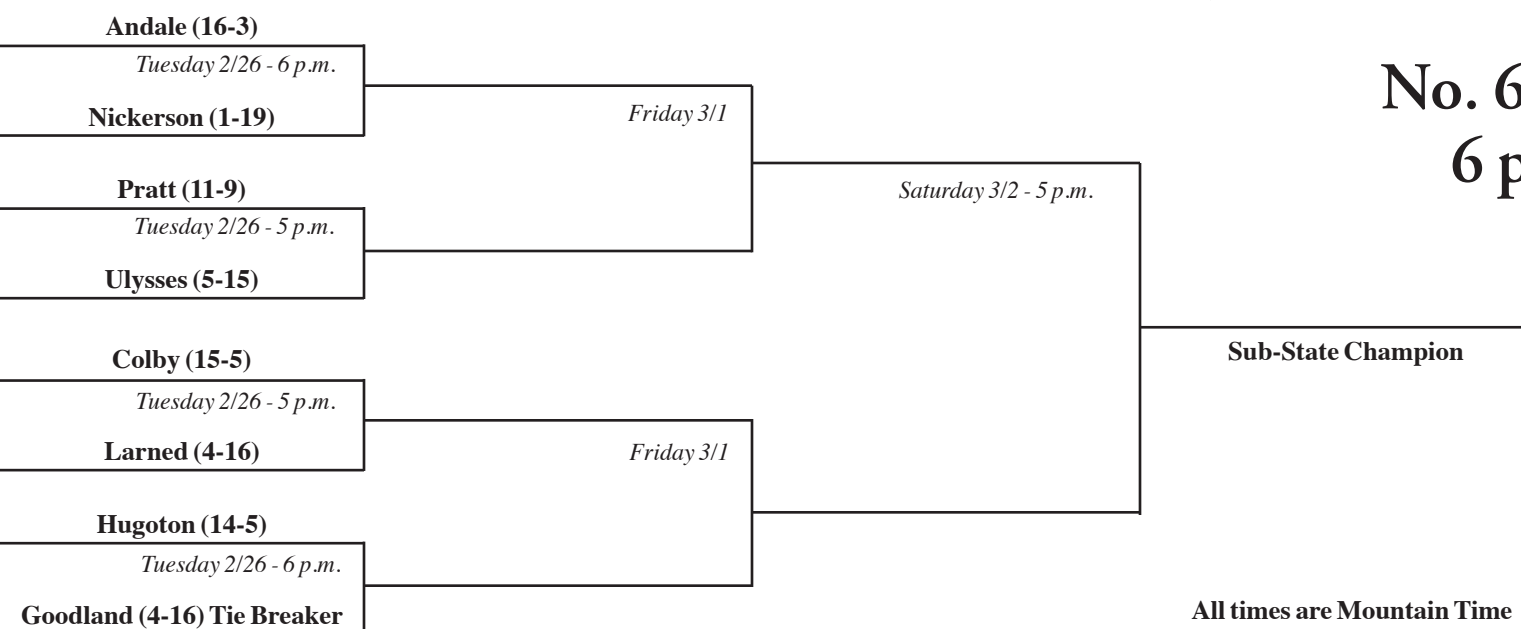 Andale (16-3)
Tuesday 2/26 - 6 p.m.
Nickerson (1-19)
Friday 3/1
Pratt (11-9)
Tuesday 2/26 - 5 p.m.
Ulysses (5-15)
Saturday 3/2 - 5 p.m.
Colby (15-5)
Tuesday 2/26 - 5 p.m.
Larned (4-16)
Friday 3/1
Hugoton (14-5)
Tuesday 2/26 - 6 p.m.
Goodland (4-16) Tie Breaker
Sub-State Champion
No. 6
6 p
All times are Mountain Time